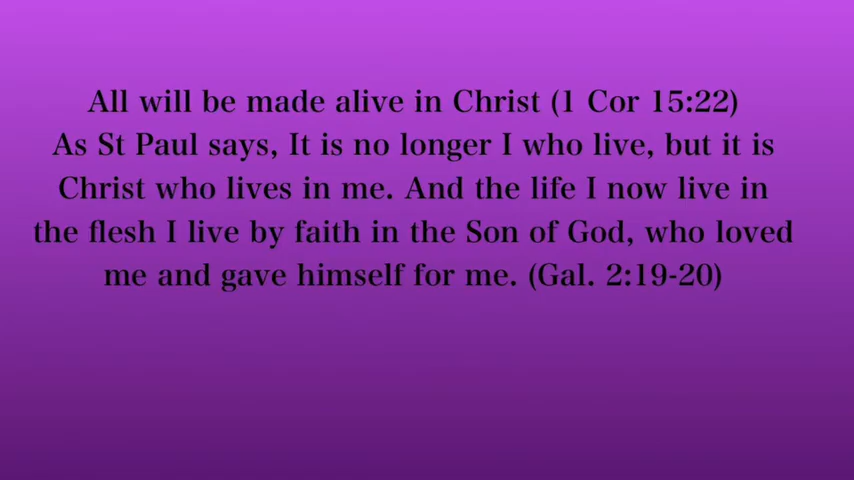 All will be made alive in Christ (1 Cor 15:22)
As St Paul says, It is no longer I who live, but it is
Christ who lives in me. And the life I now live in
the flesh I live by faith in the Son of God, who loved
me and gave himself for me. (Gal. 2:19-20)